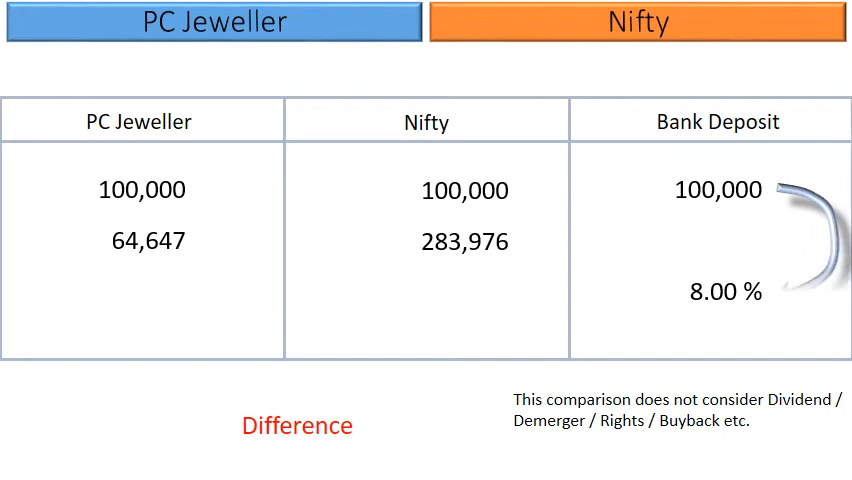 PC Jeweller
Nifty
PC Jeweller
Nifty
Bank Deposit
100,000
100,000
100,000
64,647
283,976
8.00 %
This comparison does not consider Dividend /
Demerger / Rights / Buyback etc.
Difference